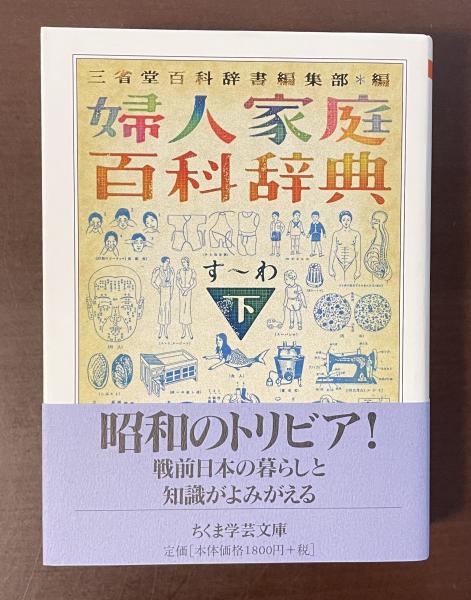 三省堂百科辞書編集部*編
婦人家庭
百科辞典
す〜わ
下
昭和のトリビア!
戦前日本の暮らしと
知識がよみがえる
ちくま学芸文庫
定価[本体価格1800円+税]